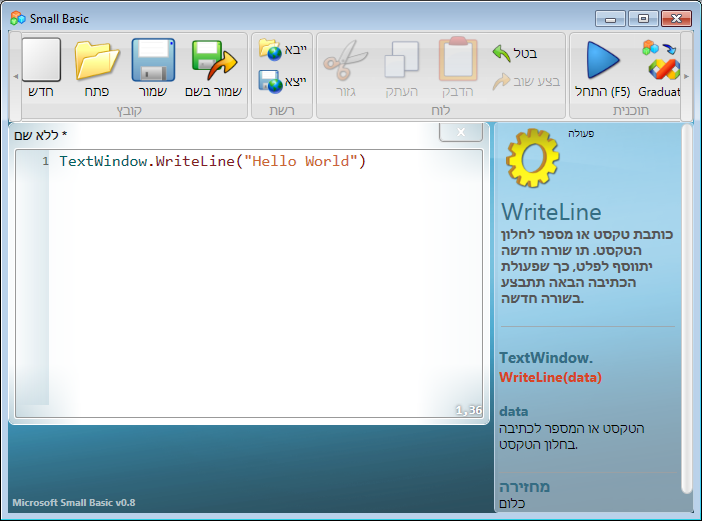 Small Basic
חדש
פתח
שמור
שמור בשם
קובץ
ייבא
ייצא
רשת
גזור
העתק
הדבק
בטל
בצע שוב
לוח
התחל (F5)
Graduat
תוכנית
ללא שם *
x
1 TextWindow.WriteLine("Hello World")
1,36
Microsoft Small Basic v0.8
פעולה
WriteLine
כותבת טקסט או מספר לחלון
הטקסט. תו שורה חדשה
יתווסף לפלט, כך שפעולת
הכתיבה הבאה תתבצע
בשורה חדשה.
TextWindow.
WriteLine(data)
data
הטקסט או המספר לכתיבה
בחלון הטקסט.
מחזירה
כלום